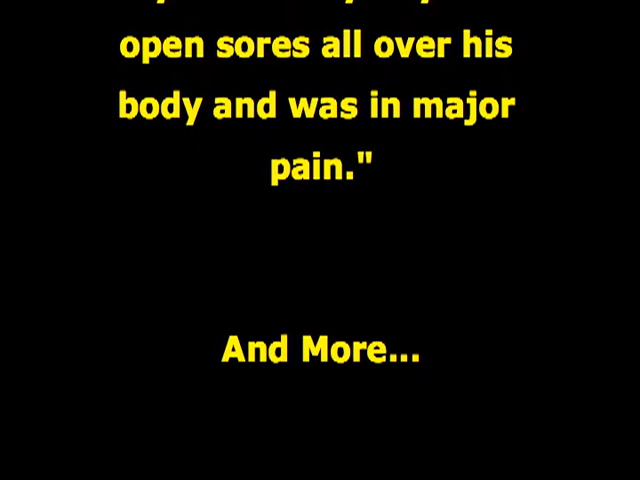 open sores all over his
body and was in major
pain."
And More...